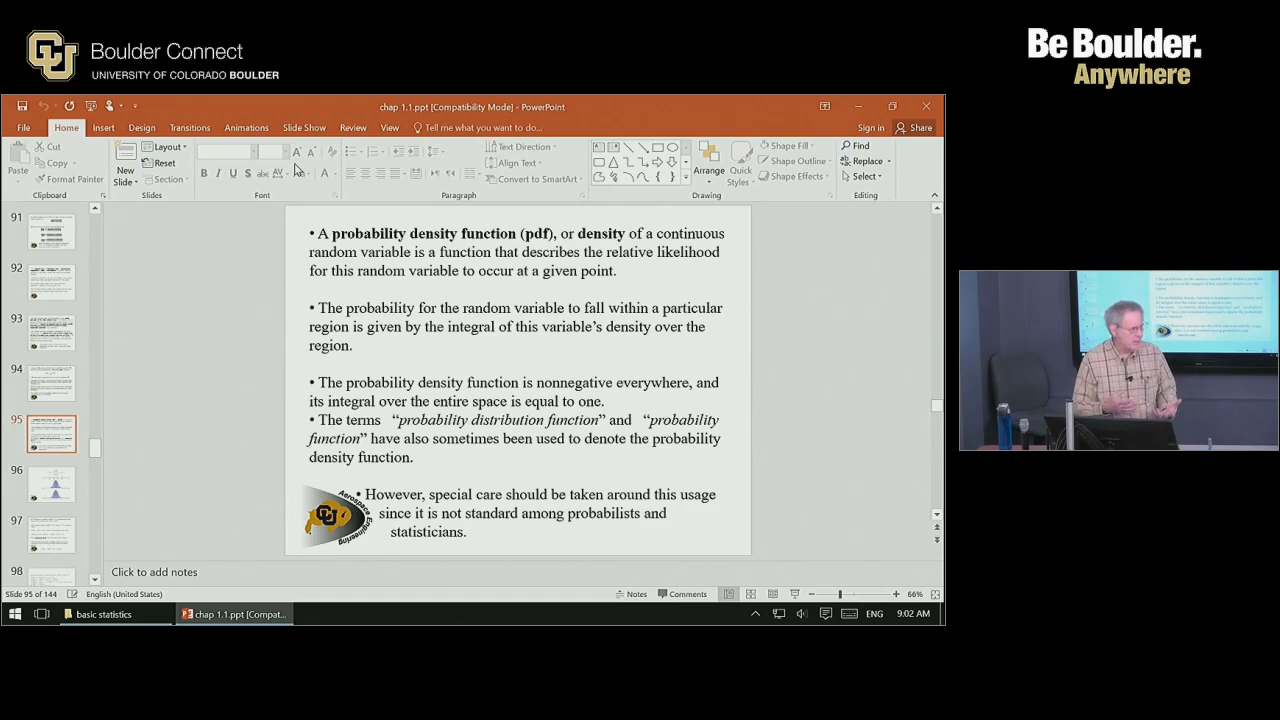 CU Boulder Connect
UNIVERSITY OF COLORADO BOULDER
Be Boulder.
Anywhere
chap 1.1.ppt [Compatibility Mode] - PowerPoint
File Home Insert Design Transitions Animations Slide Show Review View Tell me what you want to do... Sign in Share
Cut
Copy
Format Painter
Paste
Clipboard
New
Slide
Layout
Reset
Section
Slides
B I U S abc AV A
Font
Text Direction
Align Text
Convert to SmartArt
Paragraph
Arrange
Quick
Styles
Shape Fill
Shape Outline
Shape Effects
Drawing
Find
Replace
Select
Editing
91
92
93
94
95
96
97
98
• A probability density function (pdf), or density of a continuous
random variable is a function that describes the relative likelihood
for this random variable to occur at a given point.
• The probability for the random variable to fall within a particular
region is given by the integral of this variable's density over the
region.
• The probability density function is nonnegative everywhere, and
its integral over the entire space is equal to one.
• The terms “probability distribution function” and “probability
function” have also sometimes been used to denote the probability
density function.
• However, special care should be taken around this usage
since it is not standard among probabilists and
statisticians.
Aerospace Engineering
CU
Click to add notes
Slide 95 of 144 English (United States) Notes Comments 66%
basic statistics
chap 1.1.ppt [Compat...
ENG 9:02 AM